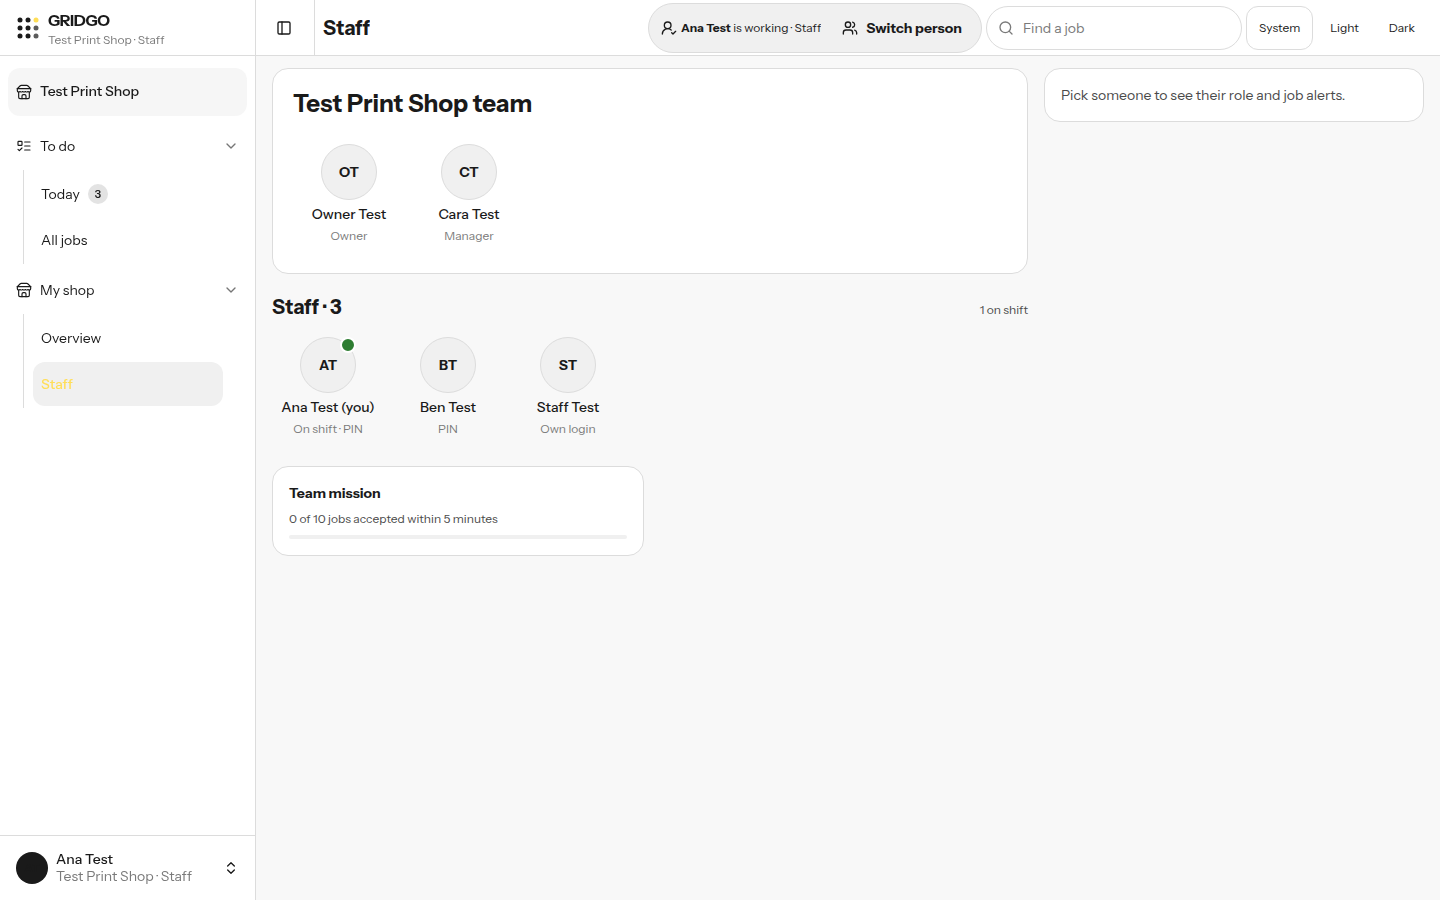 GRIDGO
Test Print Shop · Staff
Staff
Ana Test is working · Staff
Switch person
Find a job
System
Light
Dark
Test Print Shop
To do
Today 3
All jobs
My shop
Overview
Staff
Test Print Shop team
OT
CT
Owner Test
Cara Test
Owner
Manager
Staff · 3
1 on shift
AT
BT
ST
Ana Test (you)
Ben Test
Staff Test
On shift · PIN
PIN
Own login
Team mission
0 of 10 jobs accepted within 5 minutes
Pick someone to see their role and job alerts.
Ana Test
Test Print Shop · Staff